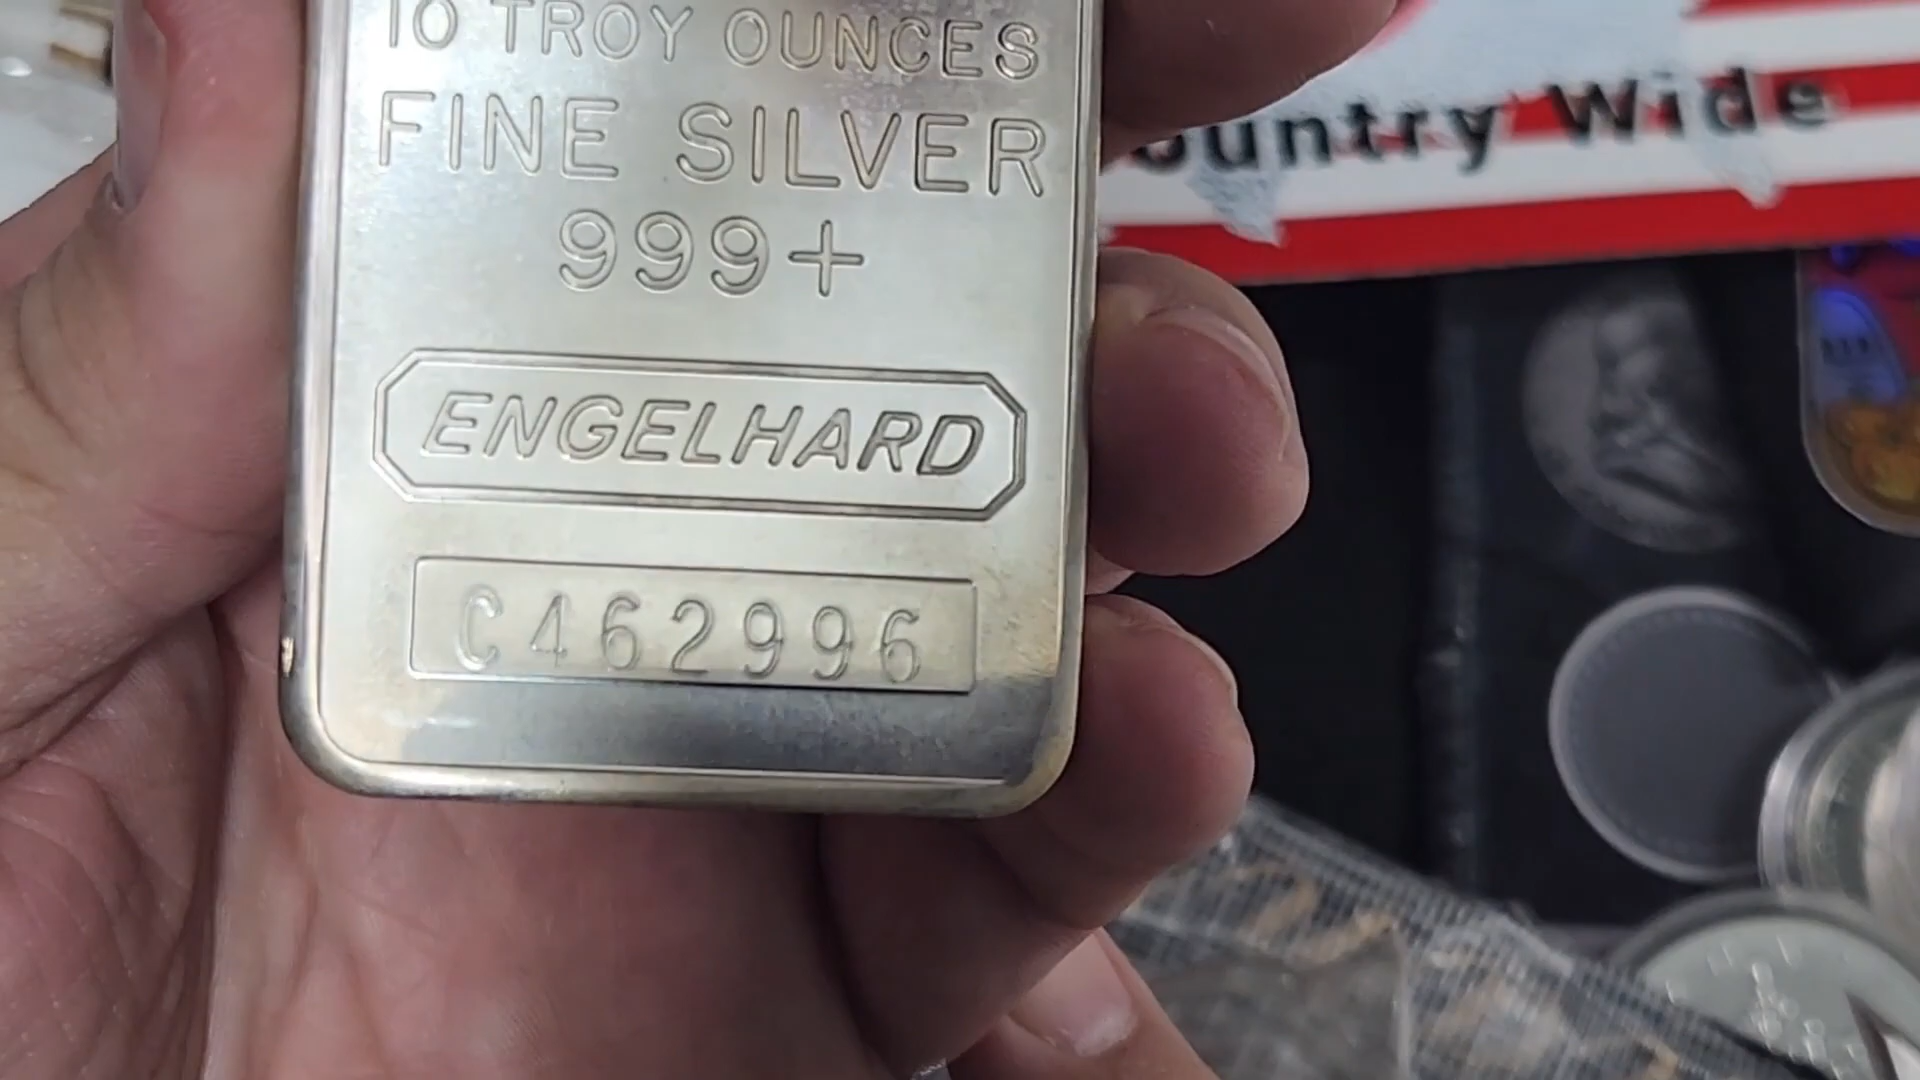 10 TROY OUNCES
FINE SILVER
999+
ENGELHARD
C462996
ountry Wide